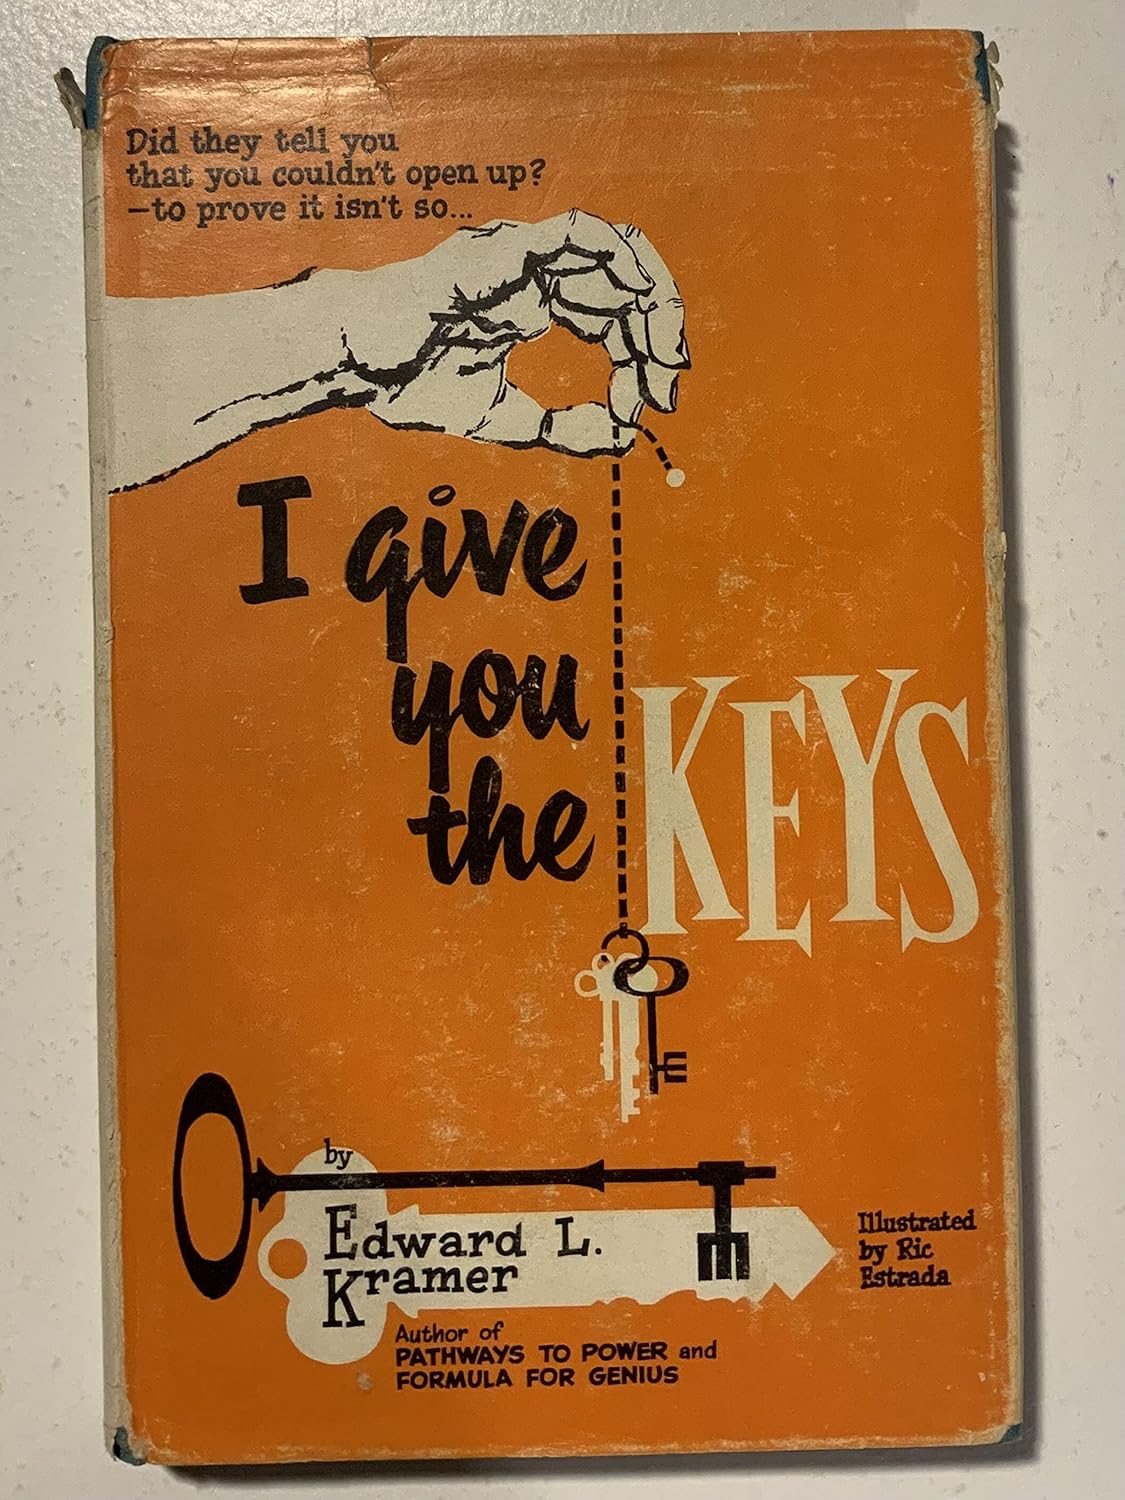 Did they tell you
that you couldn't open up?
—to prove it isn't so...
I give
you
the
KEYS
by
Edward L.
Kramer
Illustrated
by Ric
Estrada
Author of
PATHWAYS TO POWER and
FORMULA FOR GENIUS